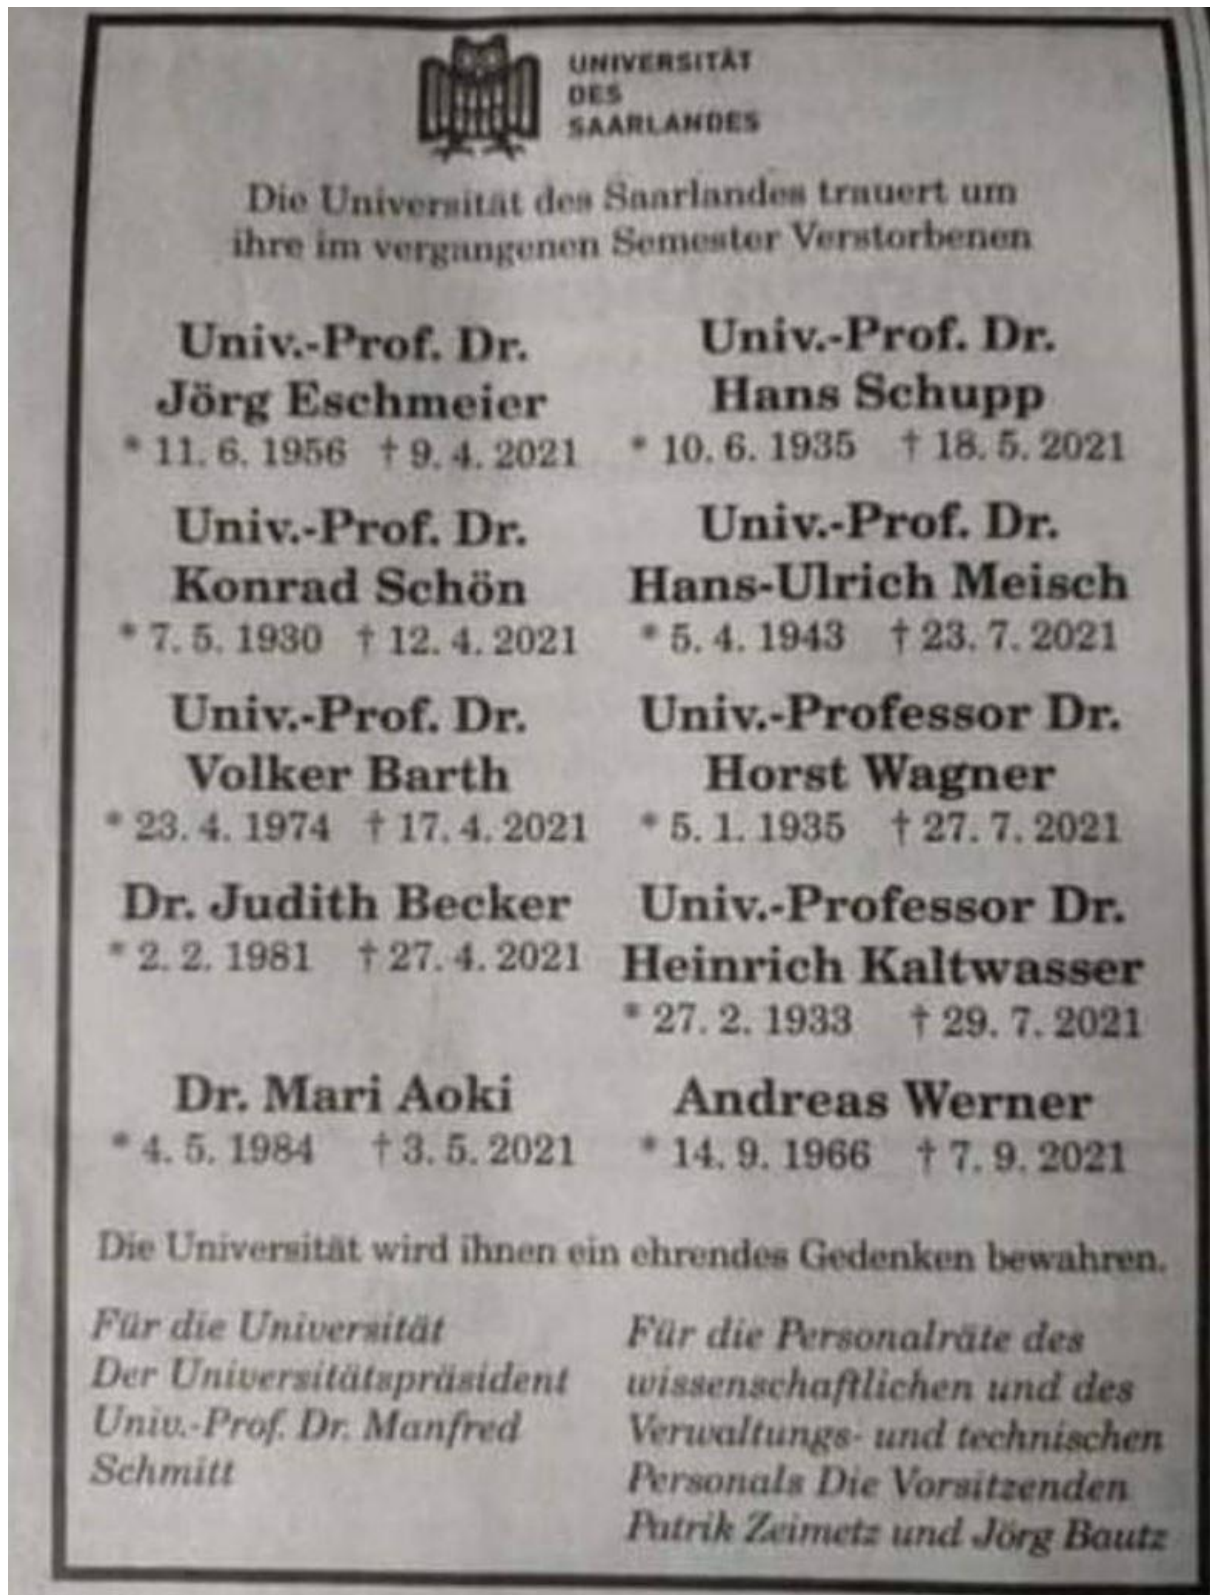 UNIVERSITÄT
DES
SAARLANDES
Die Universität des Saarlandes trauert um
ihre im vergangenen Semester Verstorbenen
Univ.-Prof. Dr.
Jörg Eschmeier
* 11. 6. 1956 † 9. 4. 2021
Univ.-Prof. Dr.
Hans Schupp
* 10. 6. 1935 † 18. 5. 2021
Univ.-Prof. Dr.
Konrad Schön
* 7. 5. 1930 † 12. 4. 2021
Univ.-Prof. Dr.
Hans-Ulrich Meisch
* 5. 4. 1943 † 23. 7. 2021
Univ.-Prof. Dr.
Volker Barth
* 23. 4. 1974 † 17. 4. 2021
Univ.-Professor Dr.
Horst Wagner
* 5. 1. 1935 † 27. 7. 2021
Dr. Judith Becker
* 2. 2. 1981 † 27. 4. 2021
Univ.-Professor Dr.
Heinrich Kaltwasser
* 27. 2. 1933 † 29. 7. 2021
Dr. Mari Aoki
* 4. 5. 1984 † 3. 5. 2021
Andreas Werner
* 14. 9. 1966 † 7. 9. 2021
Die Universität wird ihnen ein ehrendes Gedenken bewahren.
Für die Universität
Der Universitätspräsident
Univ.-Prof. Dr. Manfred
Schmitt
Für die Personalräte des
wissenschaftlichen und des
Verwaltungs- und technischen
Personals Die Vorsitzenden
Patrik Zeimetz und Jörg Bautz